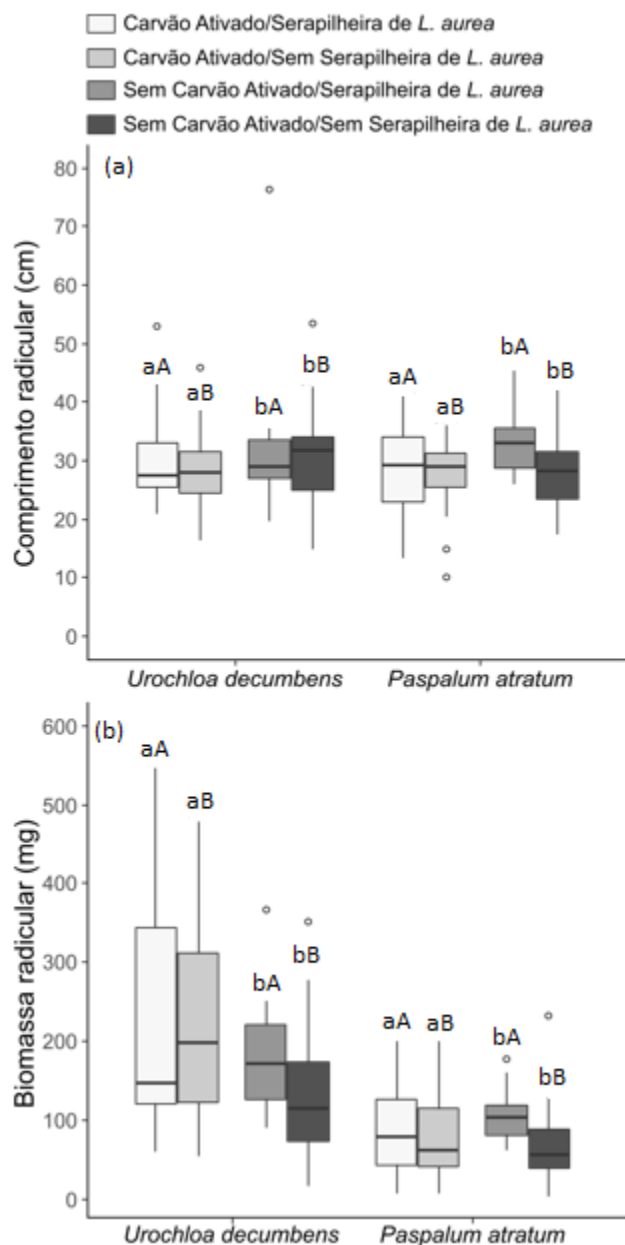 Carvão Ativado/Serapilheira de L. aurea
Carvão Ativado/Sem Serapilheira de L. aurea
Sem Carvão Ativado/Serapilheira de L. aurea
Sem Carvão Ativado/Sem Serapilheira de L. aurea
(a)
Comprimento radicular (cm)
80
70
60
50
40
30
20
10
0
aA
aB
bA
bB
aA
aB
bA
bB
Urochloa decumbens
Paspalum atratum
(b)
Biomassa radicular (mg)
600
500
400
300
200
100
0
aA
aB
bA
bB
aA
aB
bA
bB
Urochloa decumbens
Paspalum atratum